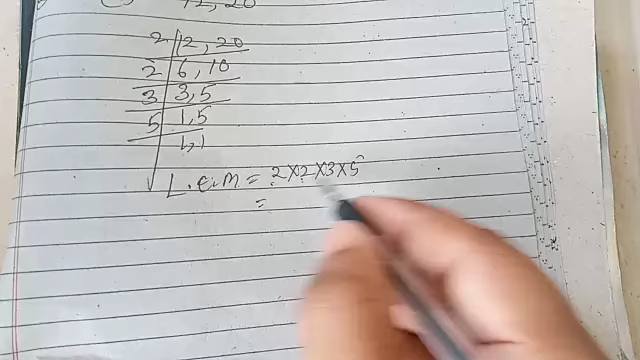 12, 20
2 | 12, 20
2 | 6, 10
3 | 3, 5
5 | 1, 5
1, 1
L.C.M = 2×2×3×5
=